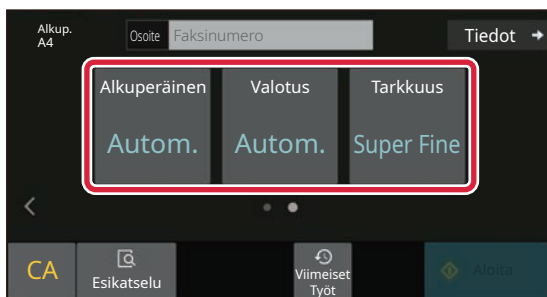 Alkup.
A4
Osoite
Faksinumero
Tiedot
Alkuperäinen
Autom.
Valotus
Autom.
Tarkkuus
Super Fine
CA
Esikatselu
Viimeiset
Työt
Aloita